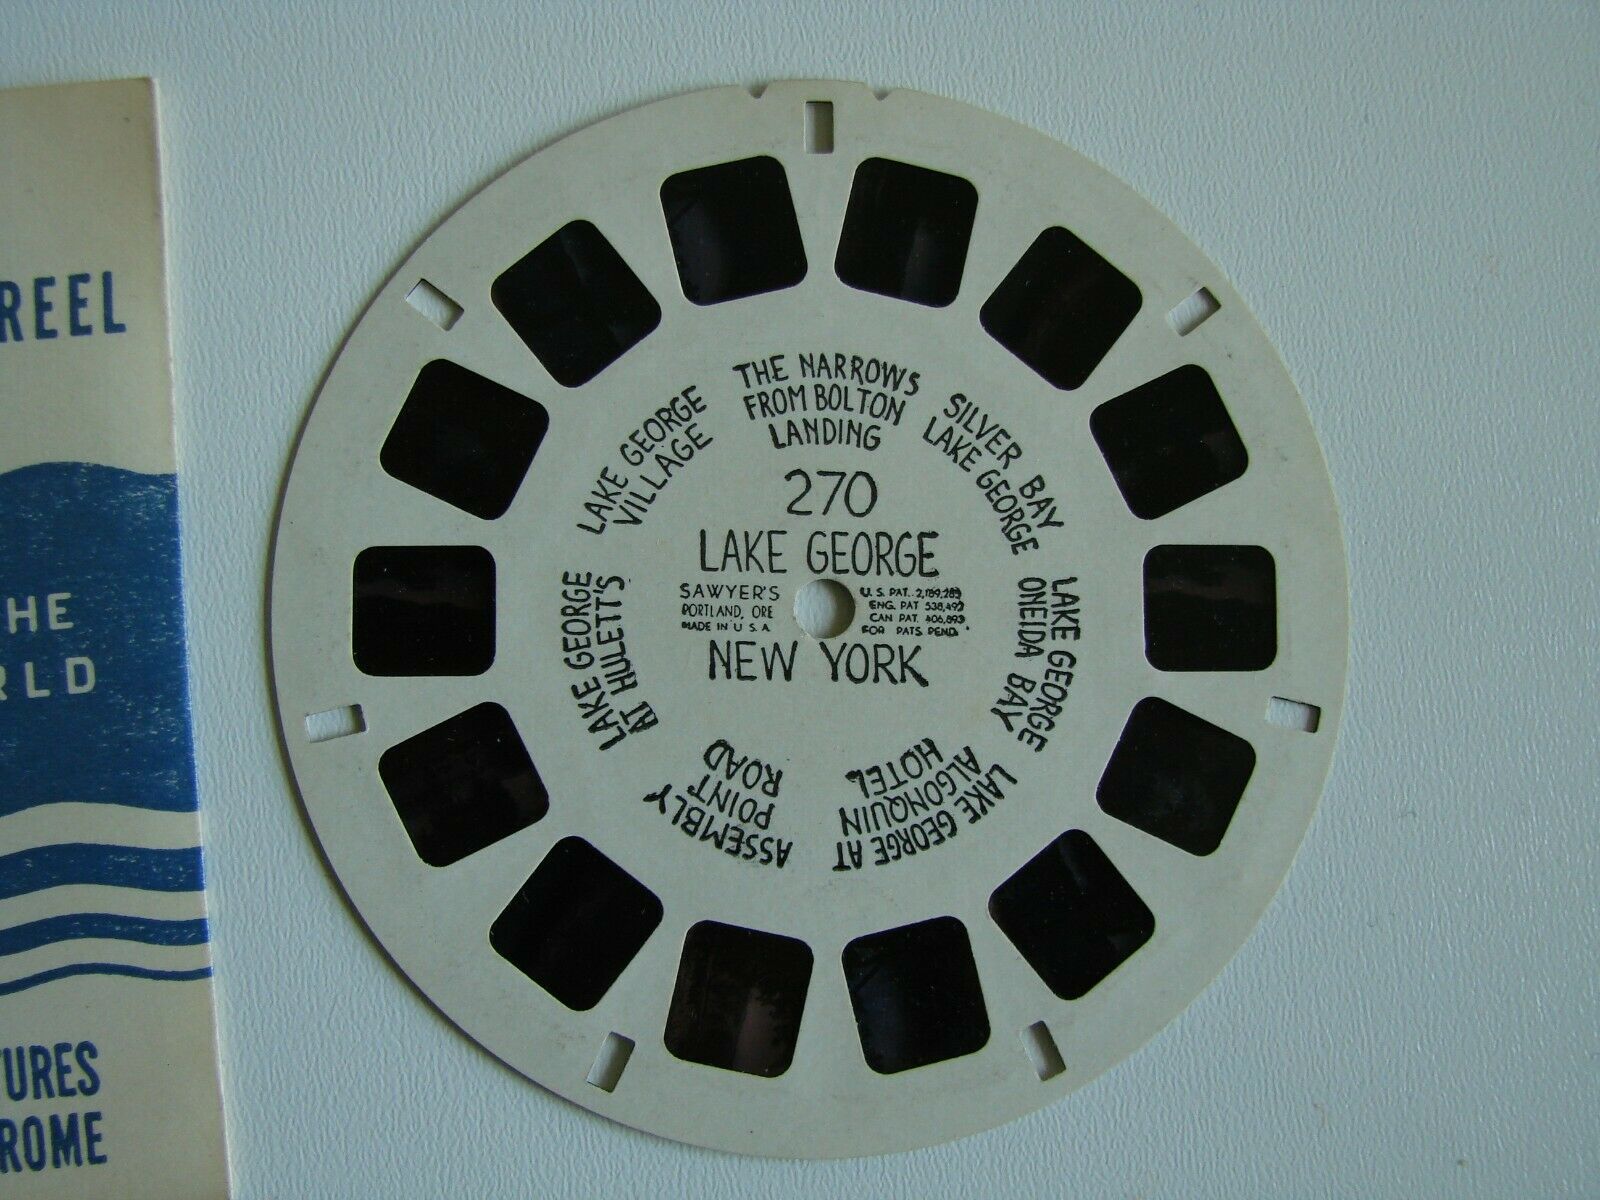 REEL
HE
RLD
TURES
ROME
THE NARROWS
FROM BOLTON
LANDING
SILVER BAY
LAKE GEORGE
LAKE GEORGE
ONEIDA BAY
LAKE GEORGE AT
ALGONQUIN
HOTEL
ASSEMBLY
POINT
ROAD
LAKE GEORGE
AT HULETT'S
LAKE GEORGE
VILLAGE
270
LAKE GEORGE
SAWYER'S
PORTLAND, ORE
MADE IN U.S.A.
U.S. PAT. 2,189,285
ENG. PAT 538,492
CAN PAT. 406,893
FOR PATS. PEND.
NEW YORK